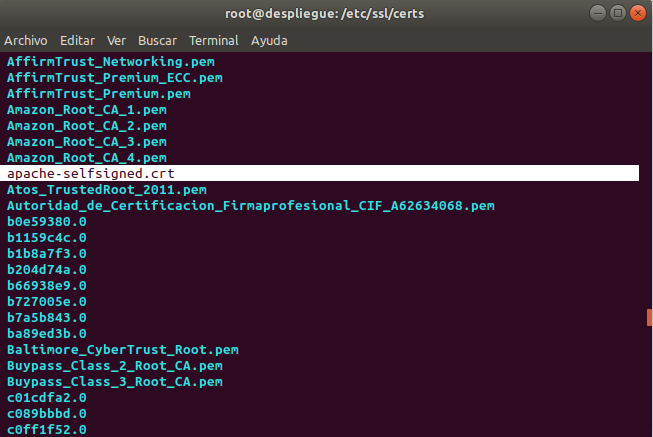 root@despliegue: /etc/ssl/certs
Archivo Editar Ver Buscar Terminal Ayuda
AffirmTrust_Networking.pem
AffirmTrust_Premium_ECC.pem
AffirmTrust_Premium.pem
Amazon_Root_CA_1.pem
Amazon_Root_CA_2.pem
Amazon_Root_CA_3.pem
Amazon_Root_CA_4.pem
apache-selfsigned.crt
Atos_TrustedRoot_2011.pem
Autoridad_de_Certificacion_Firmaprofesional_CIF_A62634068.pem
b0e59380.0
b1159c4c.0
b1b8a7f3.0
b204d74a.0
b66938e9.0
b727005e.0
b7a5b843.0
ba89ed3b.0
Baltimore_CyberTrust_Root.pem
Buypass_Class_2_Root_CA.pem
Buypass_Class_3_Root_CA.pem
c01cdfa2.0
c089bbbd.0
c0ff1f52.0